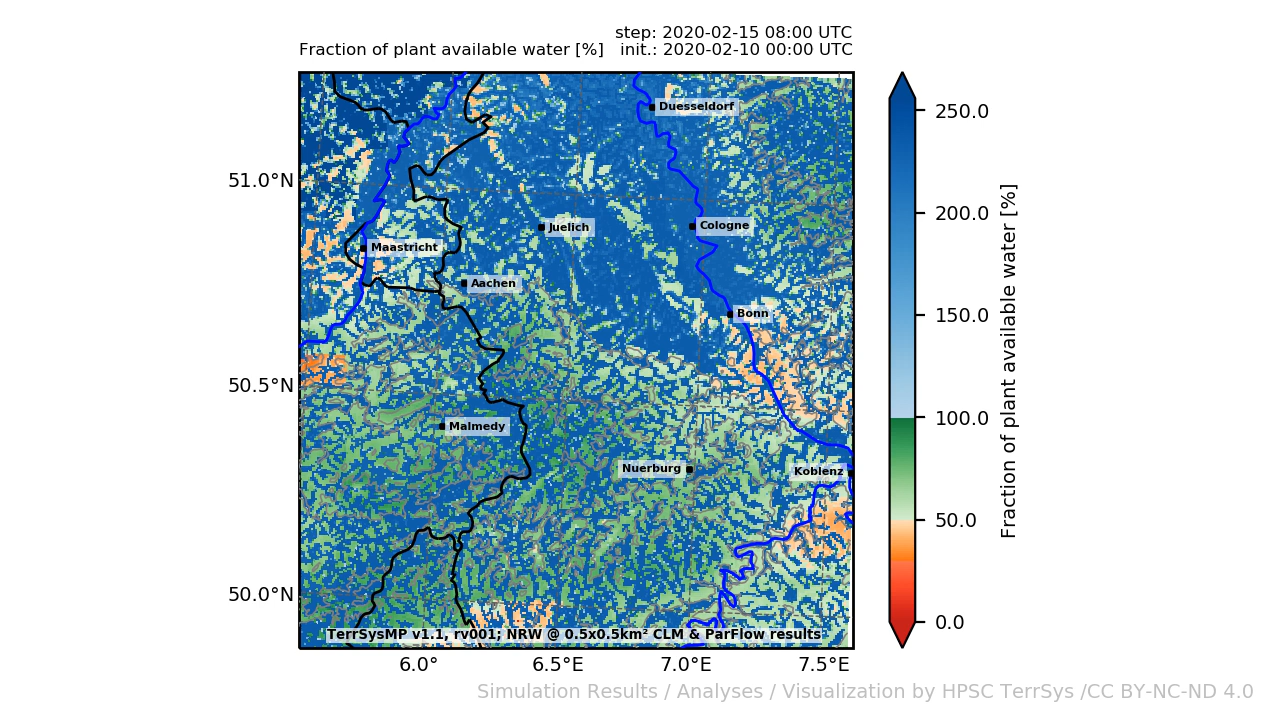 step: 2020-02-15 08:00 UTC
Fraction of plant available water [%] init.: 2020-02-10 00:00 UTC
Duesseldorf
51.0°N
Juelich
Cologne
Maastricht
Aachen
Bonn
50.5°N
Malmedy
Nuerburg
Koblenz
50.0°N
TerrSysMP v1.1, rv001; NRW @ 0.5x0.5km² CLM & ParFlow results
6.0° 6.5°E 7.0°E 7.5°E
250.0
200.0
150.0
100.0
50.0
0.0
Fraction of plant available water [%]
Simulation Results / Analyses / Visualization by HPSC TerrSys /CC BY-NC-ND 4.0